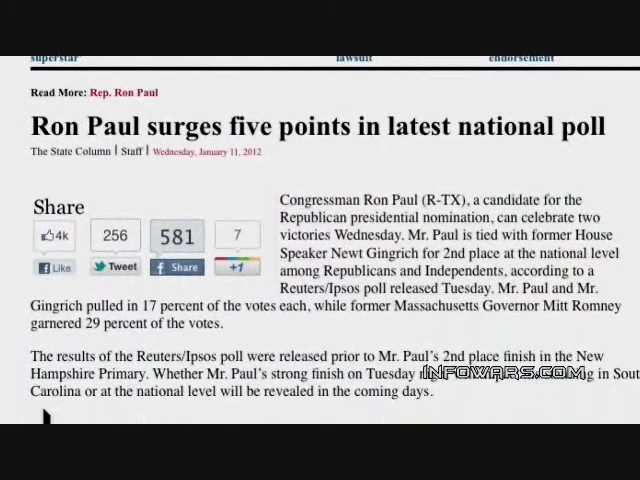 superstar lawsuit endorsement
Read More: Rep. Ron Paul
Ron Paul surges five points in latest national poll
The State Column | Staff | Wednesday, January 11, 2012
Share
4k 256 581 7
Like Tweet Share +1
Congressman Ron Paul (R-TX), a candidate for the
Republican presidential nomination, can celebrate two
victories Wednesday. Mr. Paul is tied with former House
Speaker Newt Gingrich for 2nd place at the national level
among Republicans and Independents, according to a
Reuters/Ipsos poll released Tuesday. Mr. Paul and Mr.
Gingrich pulled in 17 percent of the votes each, while former Massachusetts Governor Mitt Romney
garnered 29 percent of the votes.
The results of the Reuters/Ipsos poll were released prior to Mr. Paul's 2nd place finish in the New
Hampshire Primary. Whether Mr. Paul's strong finish on Tuesday in Sout
INFOWARS.COM
Carolina or at the national level will be revealed in the coming days.